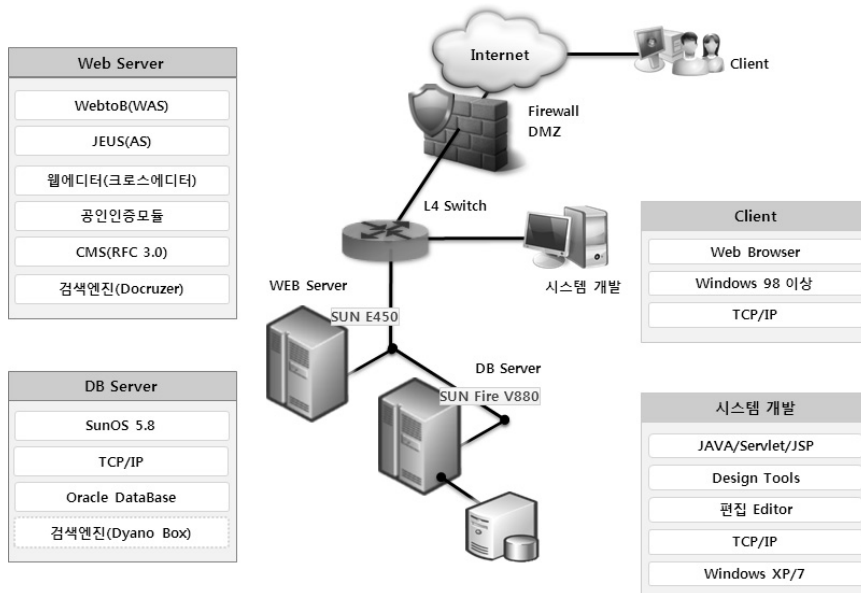 Web Server
WebtoB(WAS)
JEUS(AS)
웹에디터(크로스에디터)
공인인증모듈
CMS(RFC 3.0)
검색엔진(Docruzer)
DB Server
SunOS 5.8
TCP/IP
Oracle DataBase
검색엔진(Dyano Box)
Internet
Client
Firewall
DMZ
L4 Switch
시스템 개발
WEB Server
SUN E450
DB Server
SUN Fire V880
Client
Web Browser
Windows 98 이상
TCP/IP
시스템 개발
JAVA/Servlet/JSP
Design Tools
편집 Editor
TCP/IP
Windows XP/7